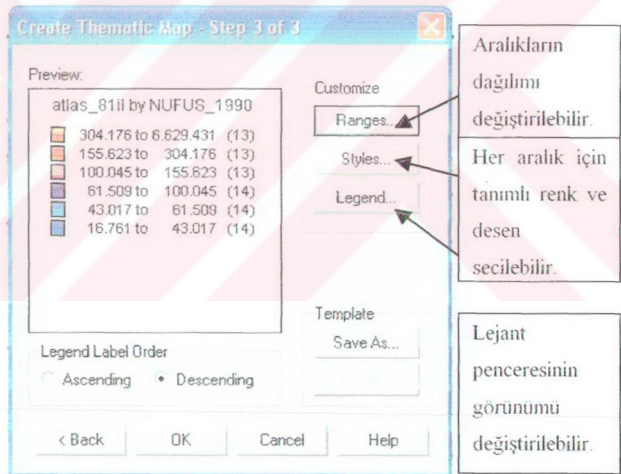 Create Thematic Map - Step 3 of 3
Preview:
atlas_81il by NUFUS_1990
304.176 to 6.629.431 (13)
155.623 to 304.176 (13)
100.045 to 155.623 (13)
61.509 to 100.045 (14)
43.017 to 61.509 (14)
16.761 to 43.017 (14)
Legend Label Order
Ascending
Descending
Customize
Ranges...
Styles...
Legend...
Template
Save As...
< Back
OK
Cancel
Help
Aralıkların
dağılımı
değiştirilebilir.
Her aralık için
tanımlı renk ve
desen
secilebilir.
Lejant
penceresinin
görünümü
değiştirilebilir.